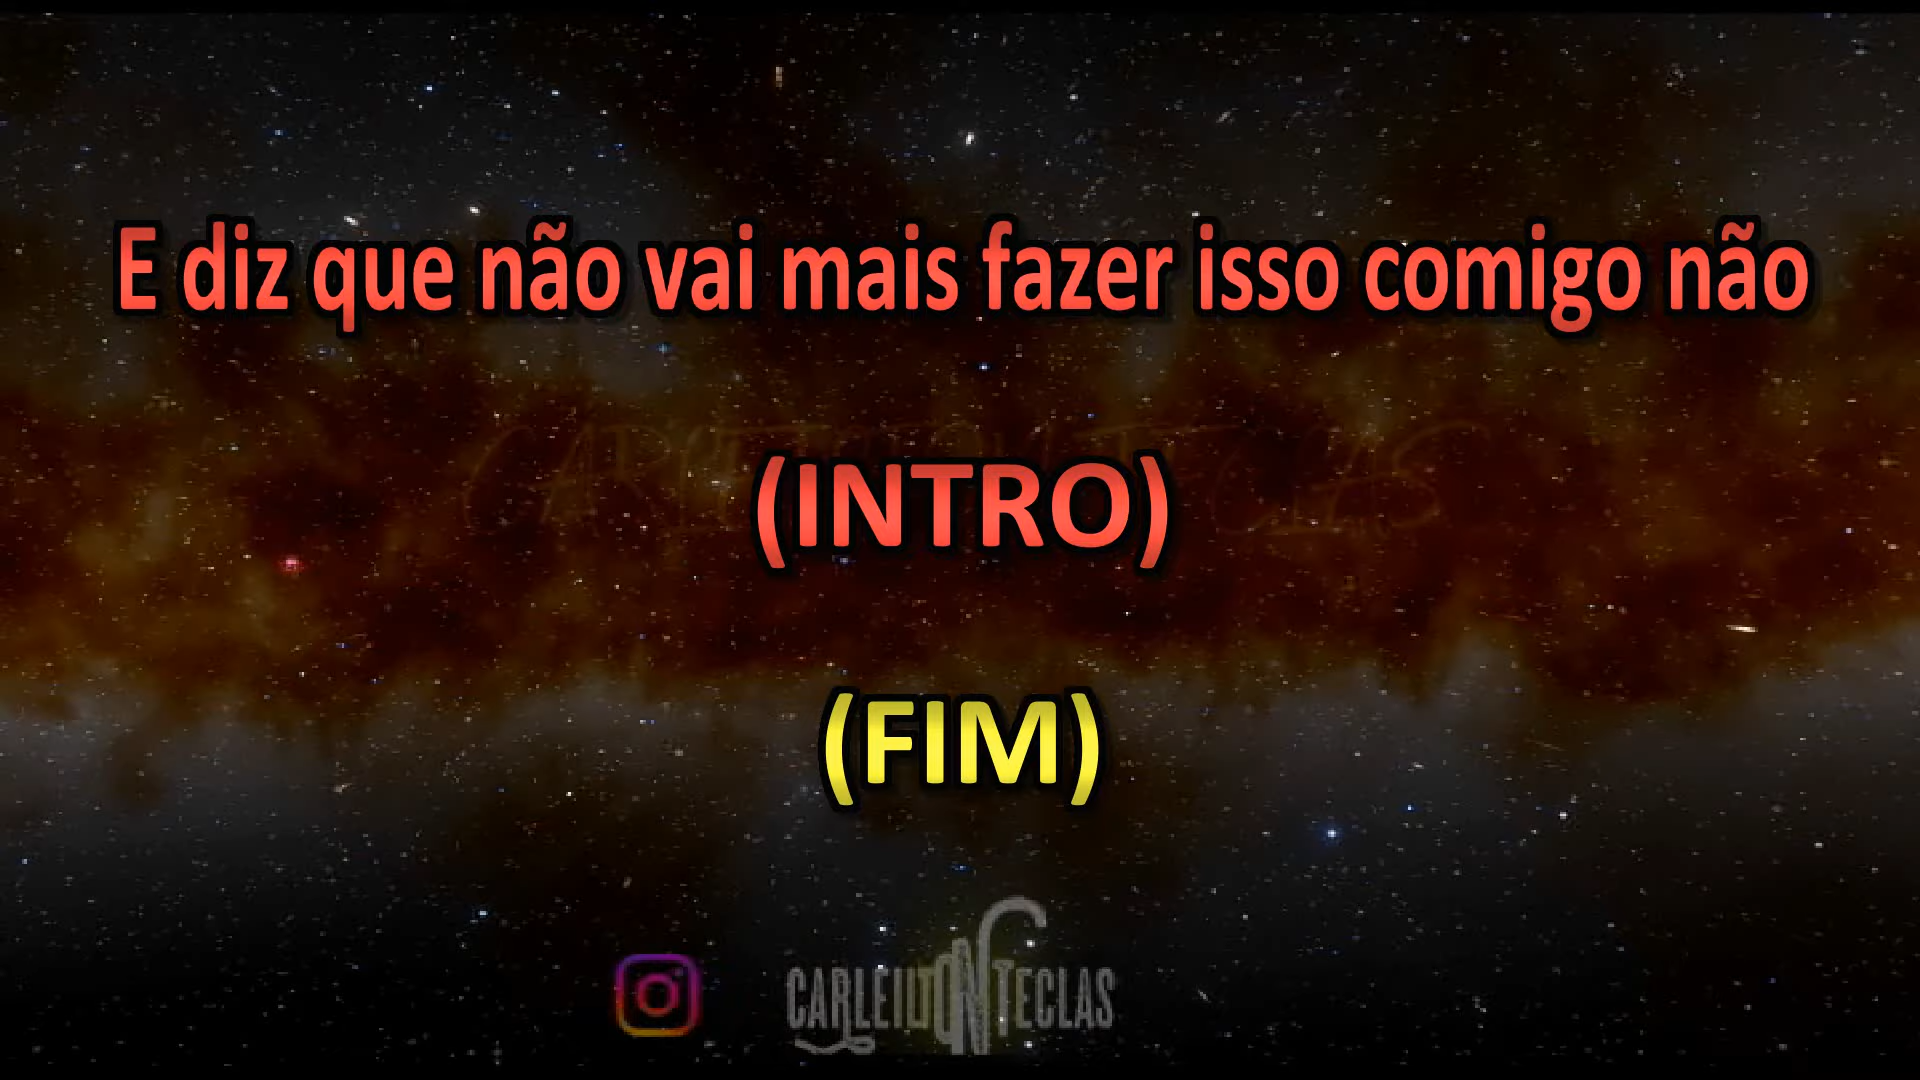 E diz que não vai mais fazer isso comigo não
(INTRO)
(FIM)
CARLEILTON TECLAS